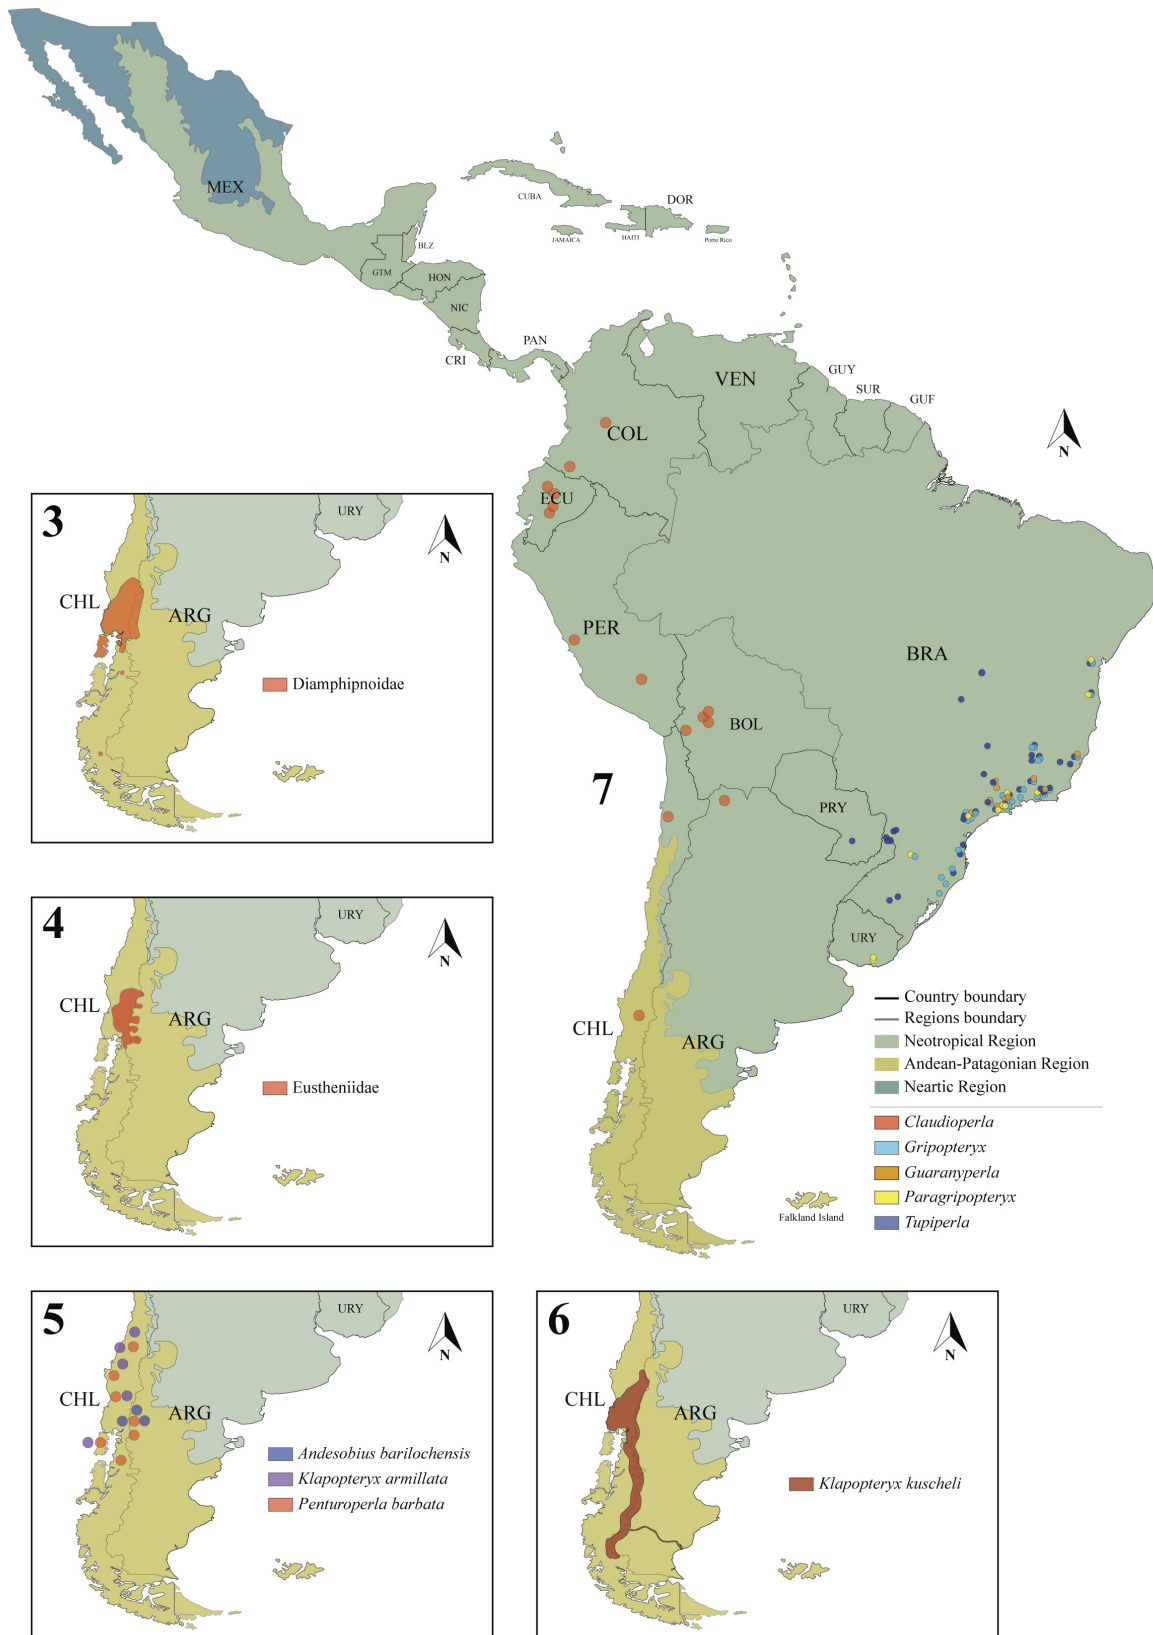 MEX
CUBA
DOR
JAMAICA
HAITI
Porto Rico
BLZ
GTM
HON
NIC
PAN
CRI
VEN
GUY
SUR
GUF
COL
N
ECU
PER
BRA
BOL
7
PRY
URY
CHL
ARG
Falkland Island
Country boundary
Regions boundary
Neotropical Region
Andean-Patagonian Region
Neartic Region
Claudioperla
Gripopteryx
Guaranyperla
Paragripopteryx
Tupiperla
3
URY
N
CHL
ARG
Diamphipnoidae
4
URY
N
CHL
ARG
Eustheniidae
5
URY
N
CHL
ARG
Andesobius barilochensis
Klapopteryx armillata
Penturoperla barbata
6
URY
N
CHL
ARG
Klapopteryx kuscheli